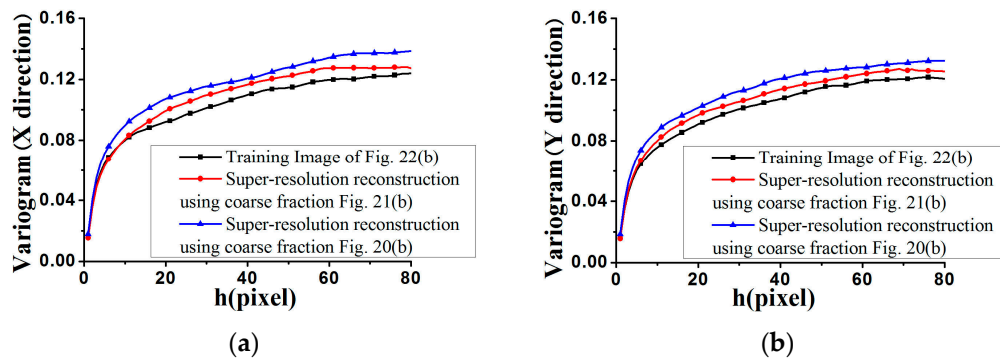 0.16
0.12
0.08
0.04
0.00
Variogram (X direction)
Training Image of Fig. 22(b)
Super-resolution reconstruction
using coarse fraction Fig. 21(b)
Super-resolution reconstruction
using coarse fraction Fig. 20(b)
0 20 40 60 80
h(pixel)
(a)
0.16
0.12
0.08
0.04
0.00
Variogram (Y direction)
Training Image of Fig. 22(b)
Super-resolution reconstruction
using coarse fraction Fig. 21(b)
Super-resolution reconstruction
using coarse fraction Fig. 20(b)
0 20 40 60 80
h(pixel)
(b)